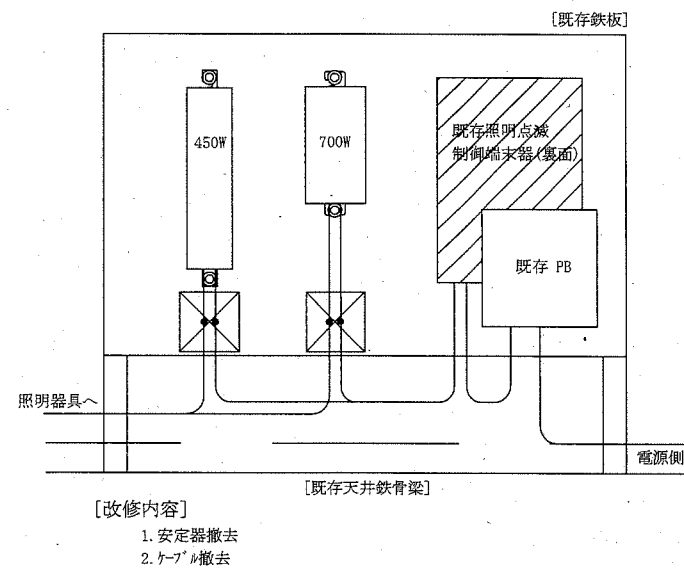 [既存鉄板]
450W
700W
既存照明点滅
制御端末器(裏面)
既存 PB
照明器具へ
電源側
[既存天井鉄骨梁]
[改修内容]
1. 安定器撤去
2. ｹｰﾌﾞﾙ撤去